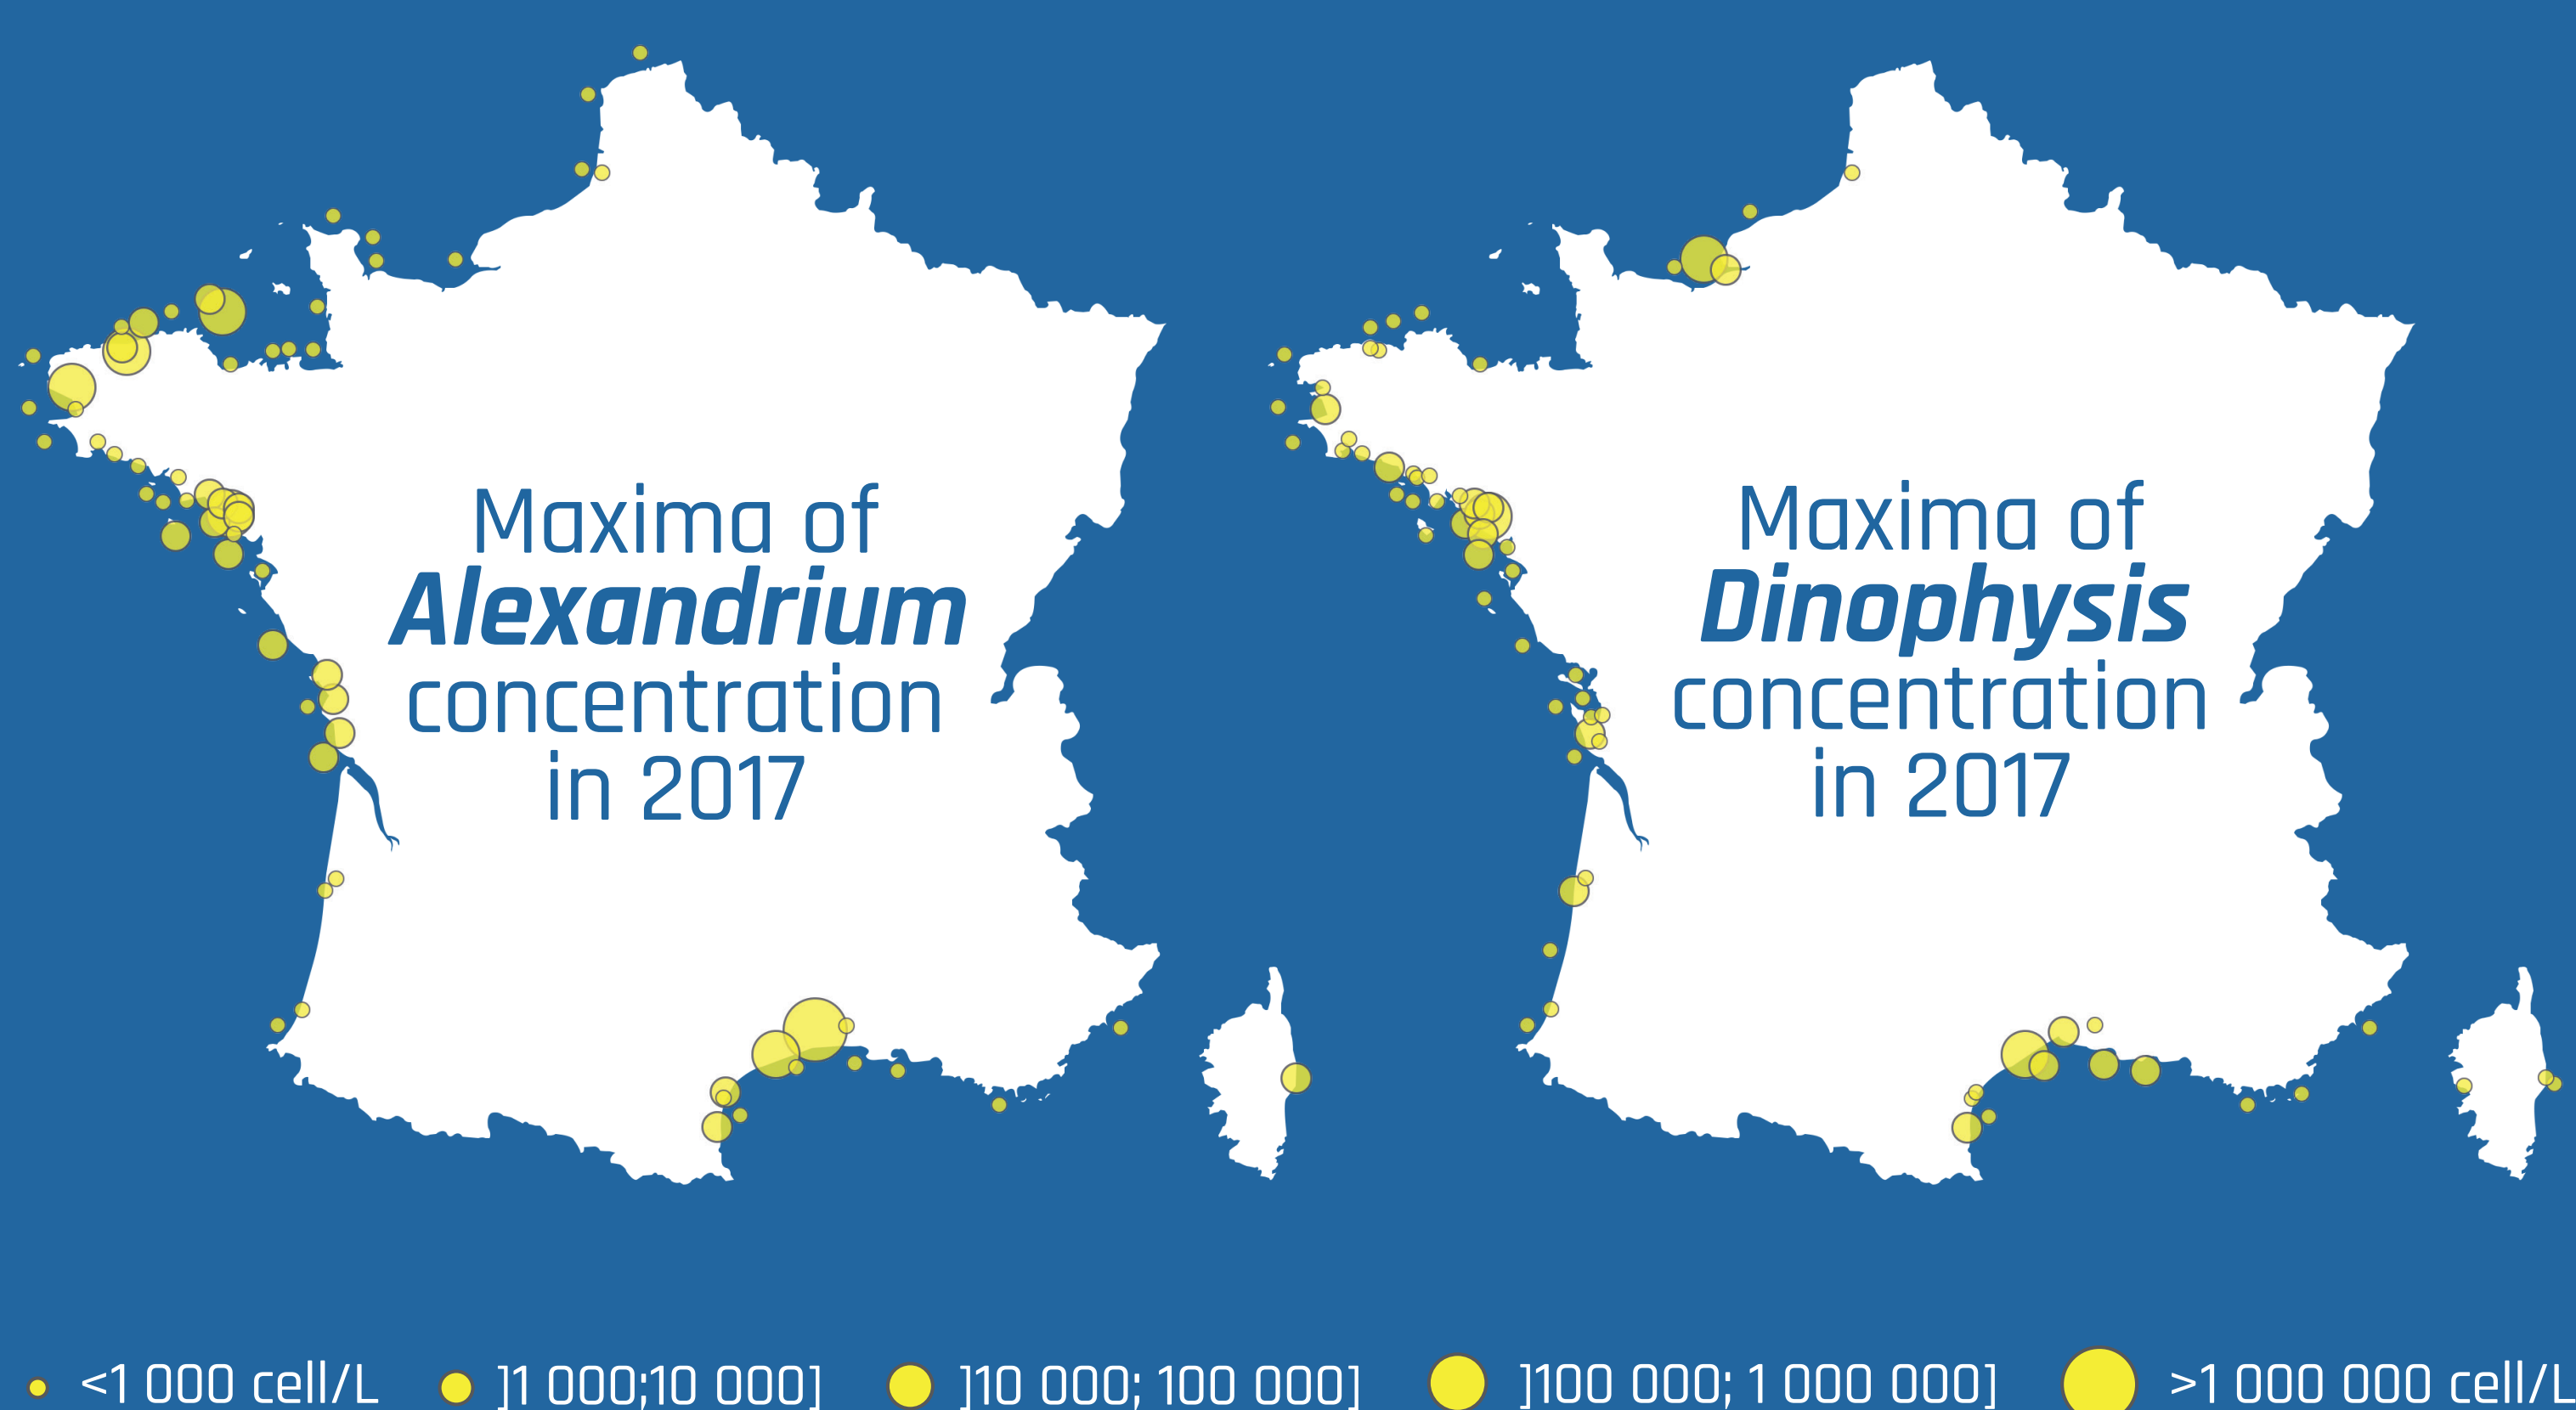 Maxima of
Alexandrium
concentration
in 2017
Maxima of
Dinophysis
concentration
in 2017
<1 000 cell/L
]1 000;10 000]
]10 000; 100 000]
]100 000; 1 000 000]
>1 000 000 cell/L